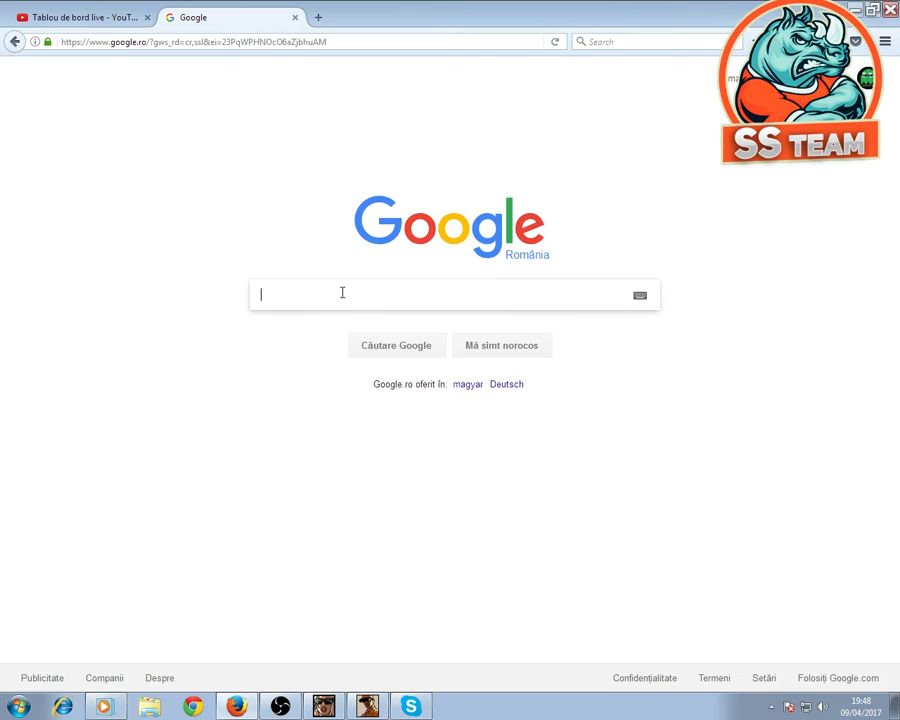 Tablou de bord live - YouT...
Google
https://www.google.ro/?gws_rd=cr,ssl&ei=23PqWPHNOcO6aZjbhuAM
Search
SS TEAM
Google
România
Căutare Google
Mă simt norocos
Google.ro oferit în: magyar Deutsch
Publicitate
Companii
Despre
Confidențialitate
Termeni
Setări
Folosiți Google.com
19:48
09/04/2017